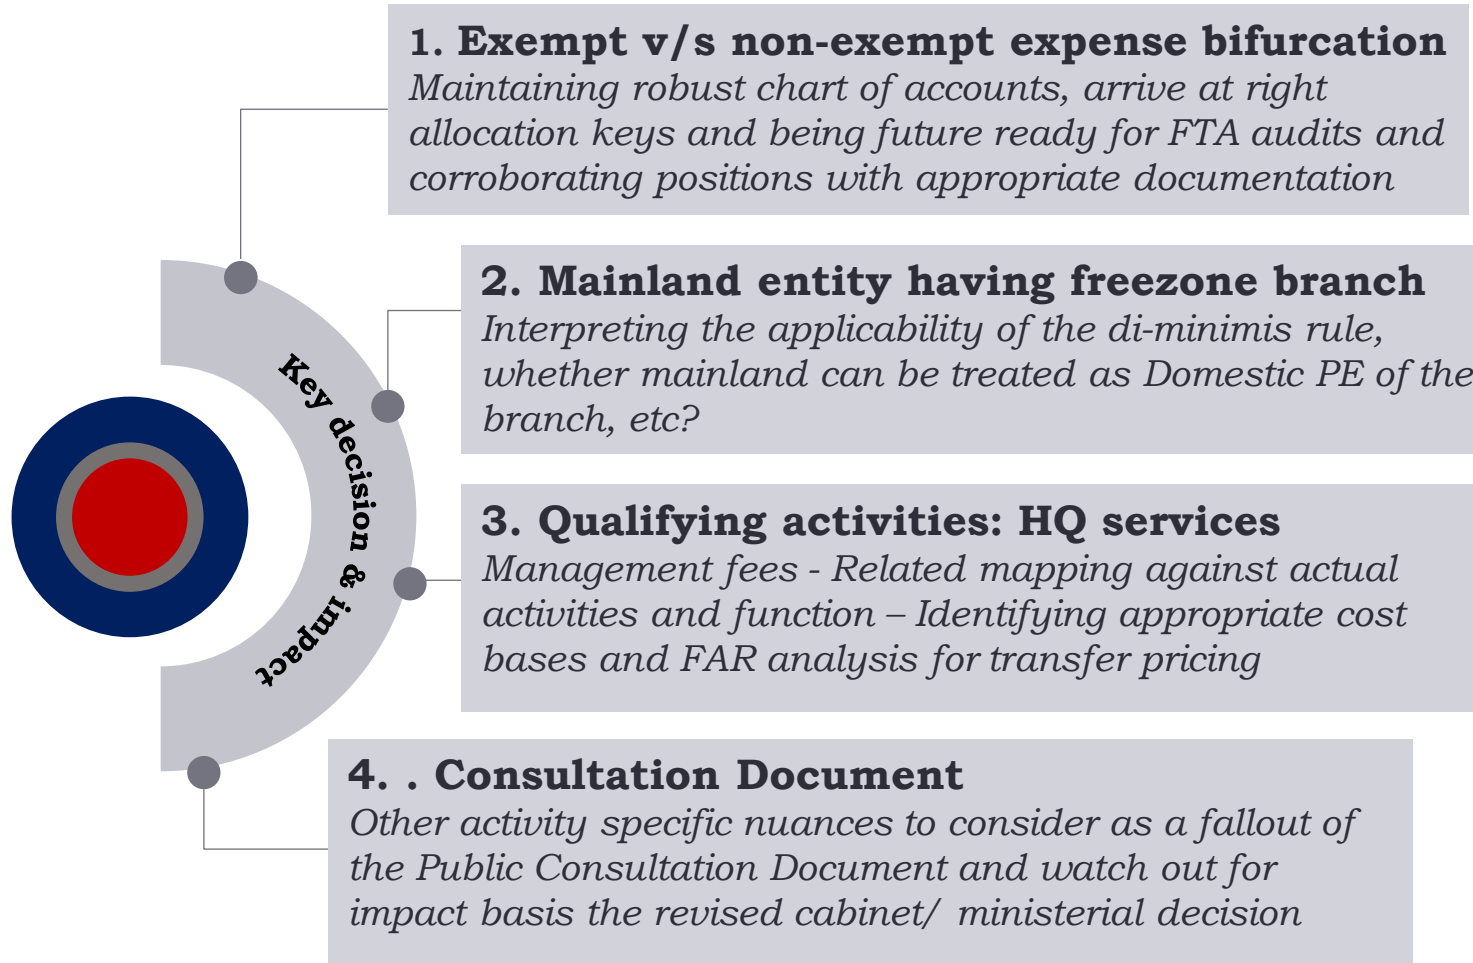 1. Exempt v/s non-exempt expense bifurcation
Maintaining robust chart of accounts, arrive at right
allocation keys and being future ready for FTA audits and
corroborating positions with appropriate documentation
2. Mainland entity having freezone branch
Interpreting the applicability of the di-minimis rule,
whether mainland can be treated as Domestic PE of the
branch, etc?
Key decision & impact
3. Qualifying activities: HQ services
Management fees - Related mapping against actual
activities and function – Identifying appropriate cost
bases and FAR analysis for transfer pricing
4. . Consultation Document
Other activity specific nuances to consider as a fallout of
the Public Consultation Document and watch out for
impact basis the revised cabinet/ ministerial decision